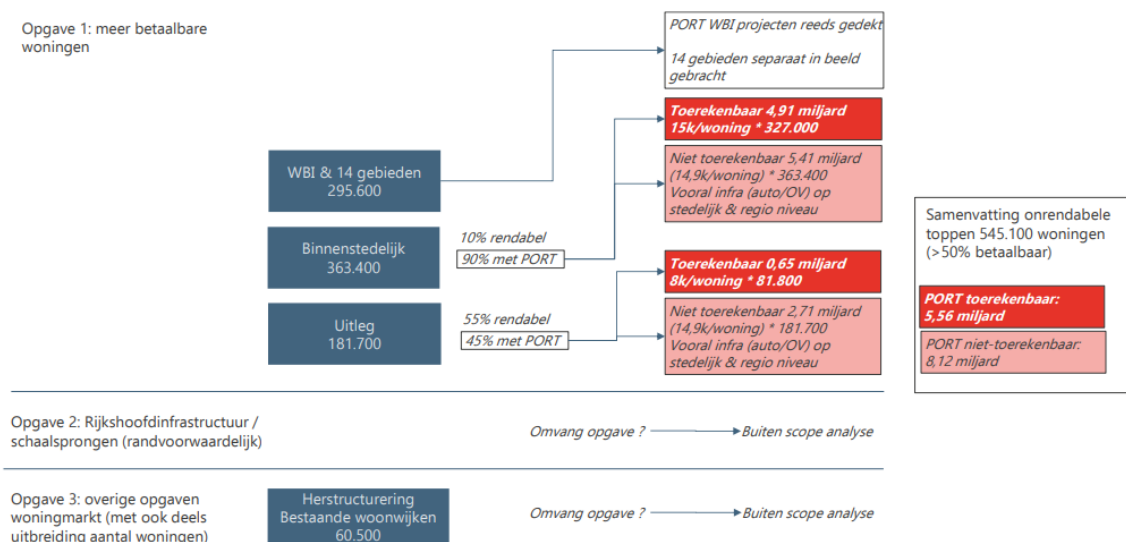 Opgave 1: meer betaalbare
woningen
PORT WBI projecten reeds gedekt
14 gebieden separaat in beeld
gebracht
WBI & 14 gebieden
295.600
Toerekenbaar 4,91 miljard
15k/woning * 327.000
Niet toerekenbaar 5,41 miljard
(14,9k/woning) * 363.400
Vooral infra (auto/OV) op
stedelijk & regio niveau
Binnenstedelijk
363.400
10% rendabel
90% met PORT
Toerekenbaar 0,65 miljard
8k/woning * 81.800
Niet toerekenbaar 2,71 miljard
(14,9k/woning) * 181.700
Vooral infra (auto/OV) op
stedelijk & regio niveau
Uitleg
181.700
55% rendabel
45% met PORT
Samenvatting onrendabele
toppen 545.100 woningen
(>50% betaalbaar)
PORT toerekenbaar:
5,56 miljard
PORT niet-toerekenbaar:
8,12 miljard
Opgave 2: Rijkshoofdinfrastructuur /
schaalsprongen (randvoorwaardelijk)
Omvang opgave ?
Buiten scope analyse
Opgave 3: overige opgaven
woningmarkt (met ook deels
uitbreiding aantal woningen)
Herstructurering
Bestaande woonwijken
60.500
Omvang opgave ?
Buiten scope analyse